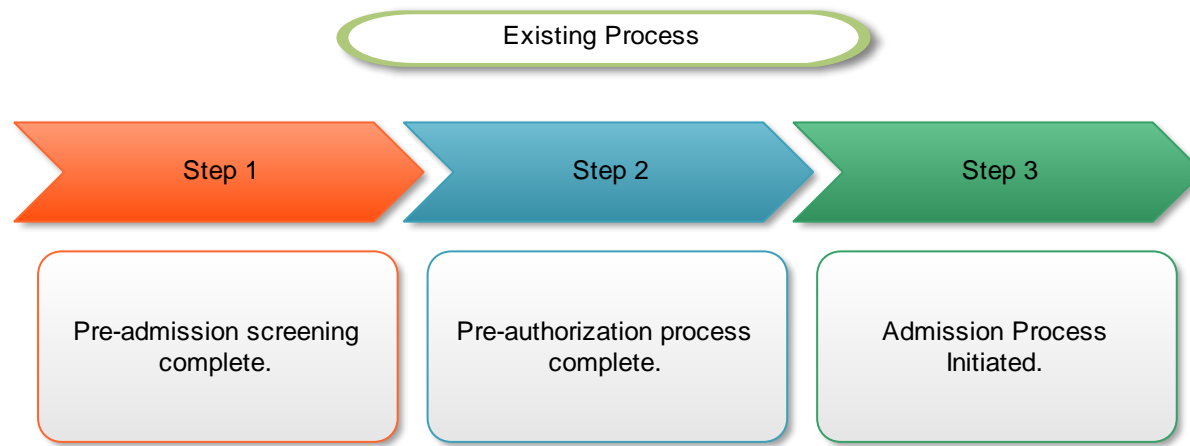 Existing Process
Step 1
Step 2
Step 3
Pre-admission screening
complete.
Pre-authorization process
complete.
Admission Process
Initiated.